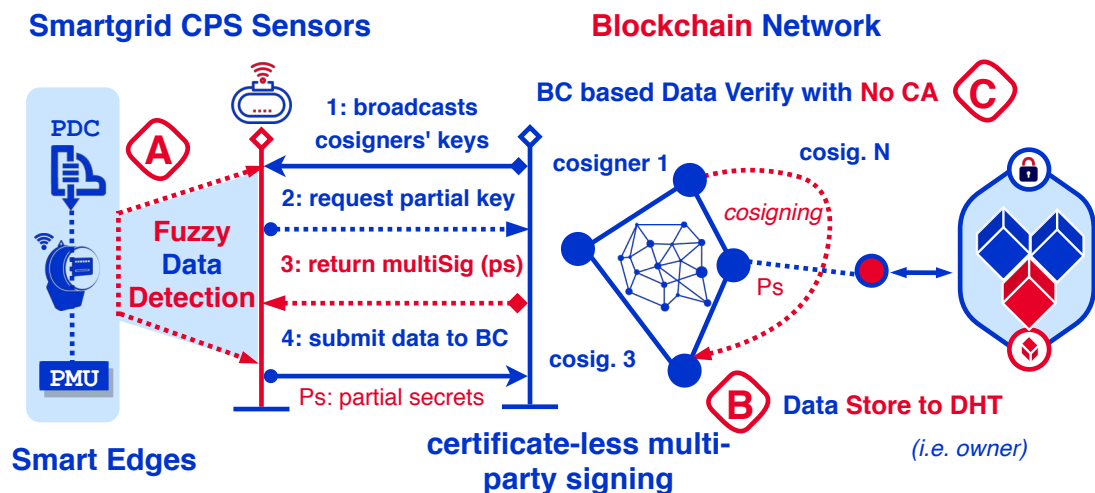 Smartgrid CPS Sensors
Blockchain Network
BC based Data Verify with No CA
C
1: broadcasts
cosigners' keys
PDC
A
cosigner 1
cosig. N
2: request partial key
cosigning
Fuzzy
Data
Detection
3: return multiSig (ps)
Ps
4: submit data to BC
cosig. 3
PMU
Ps: partial secrets
B
Data Store to DHT
Smart Edges
certificate-less multi-
party signing
(i.e. owner)